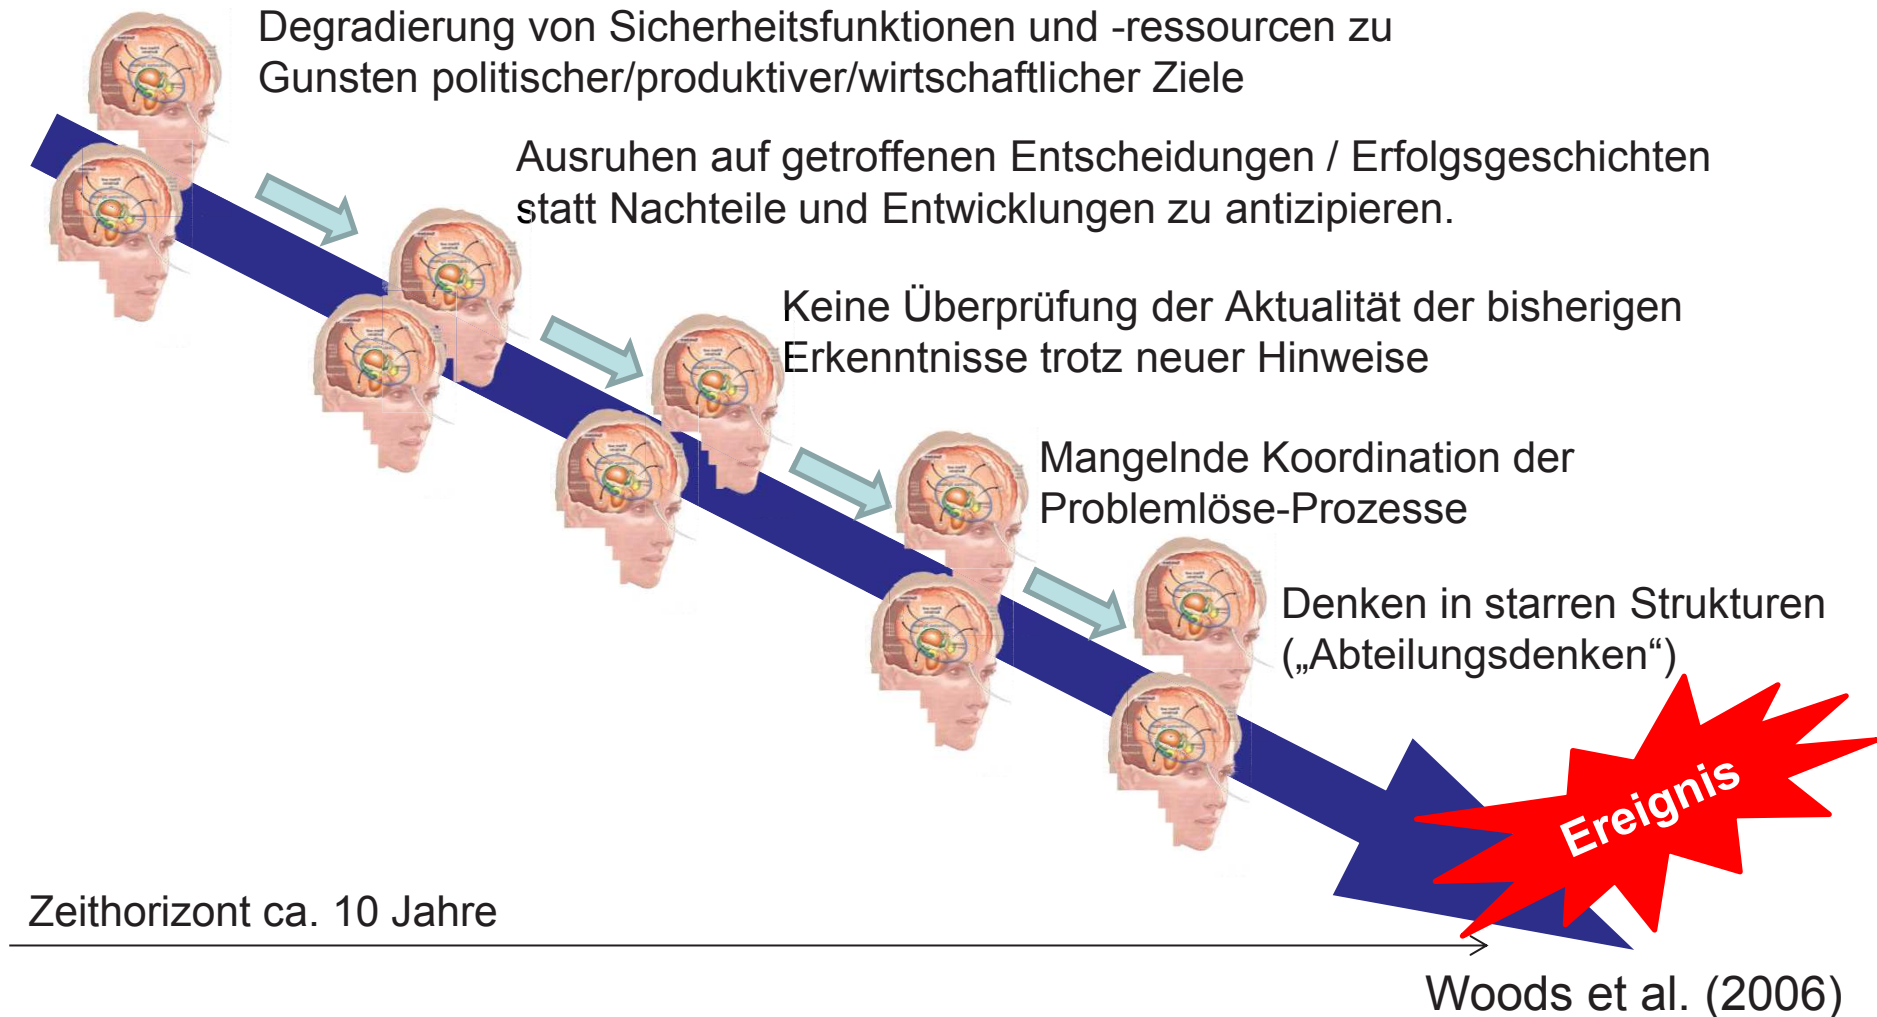 Degradierung von Sicherheitsfunktionen und -ressourcen zu
Gunsten politischer/produktiver/wirtschaftlicher Ziele
Ausruhen auf getroffenen Entscheidungen / Erfolgsgeschichten
statt Nachteile und Entwicklungen zu antizipieren.
Keine Überprüfung der Aktualität der bisherigen
Erkenntnisse trotz neuer Hinweise
Mangelnde Koordination der
Problemlöse-Prozesse
Denken in starren Strukturen
(„Abteilungsdenken“)
Ereignis
Zeithorizont ca. 10 Jahre
Woods et al. (2006)